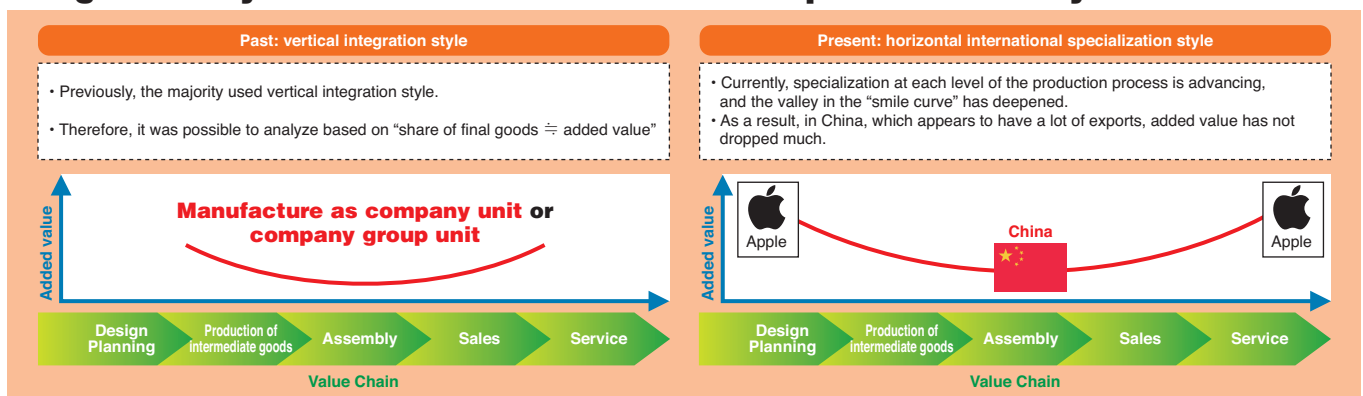 Past: vertical integration style
• Previously, the majority used vertical integration style.
• Therefore, it was possible to analyze based on “share of final goods ≒ added value”
Added value
Manufacture as company unit or
company group unit
Design
Planning
Production of
intermediate goods
Assembly
Sales
Service
Value Chain
Present: horizontal international specialization style
• Currently, specialization at each level of the production process is advancing,
and the valley in the “smile curve” has deepened.
• As a result, in China, which appears to have a lot of exports, added value has not
dropped much.
Added value
Apple
China
Apple
Design
Planning
Production of
intermediate goods
Assembly
Sales
Service
Value Chain